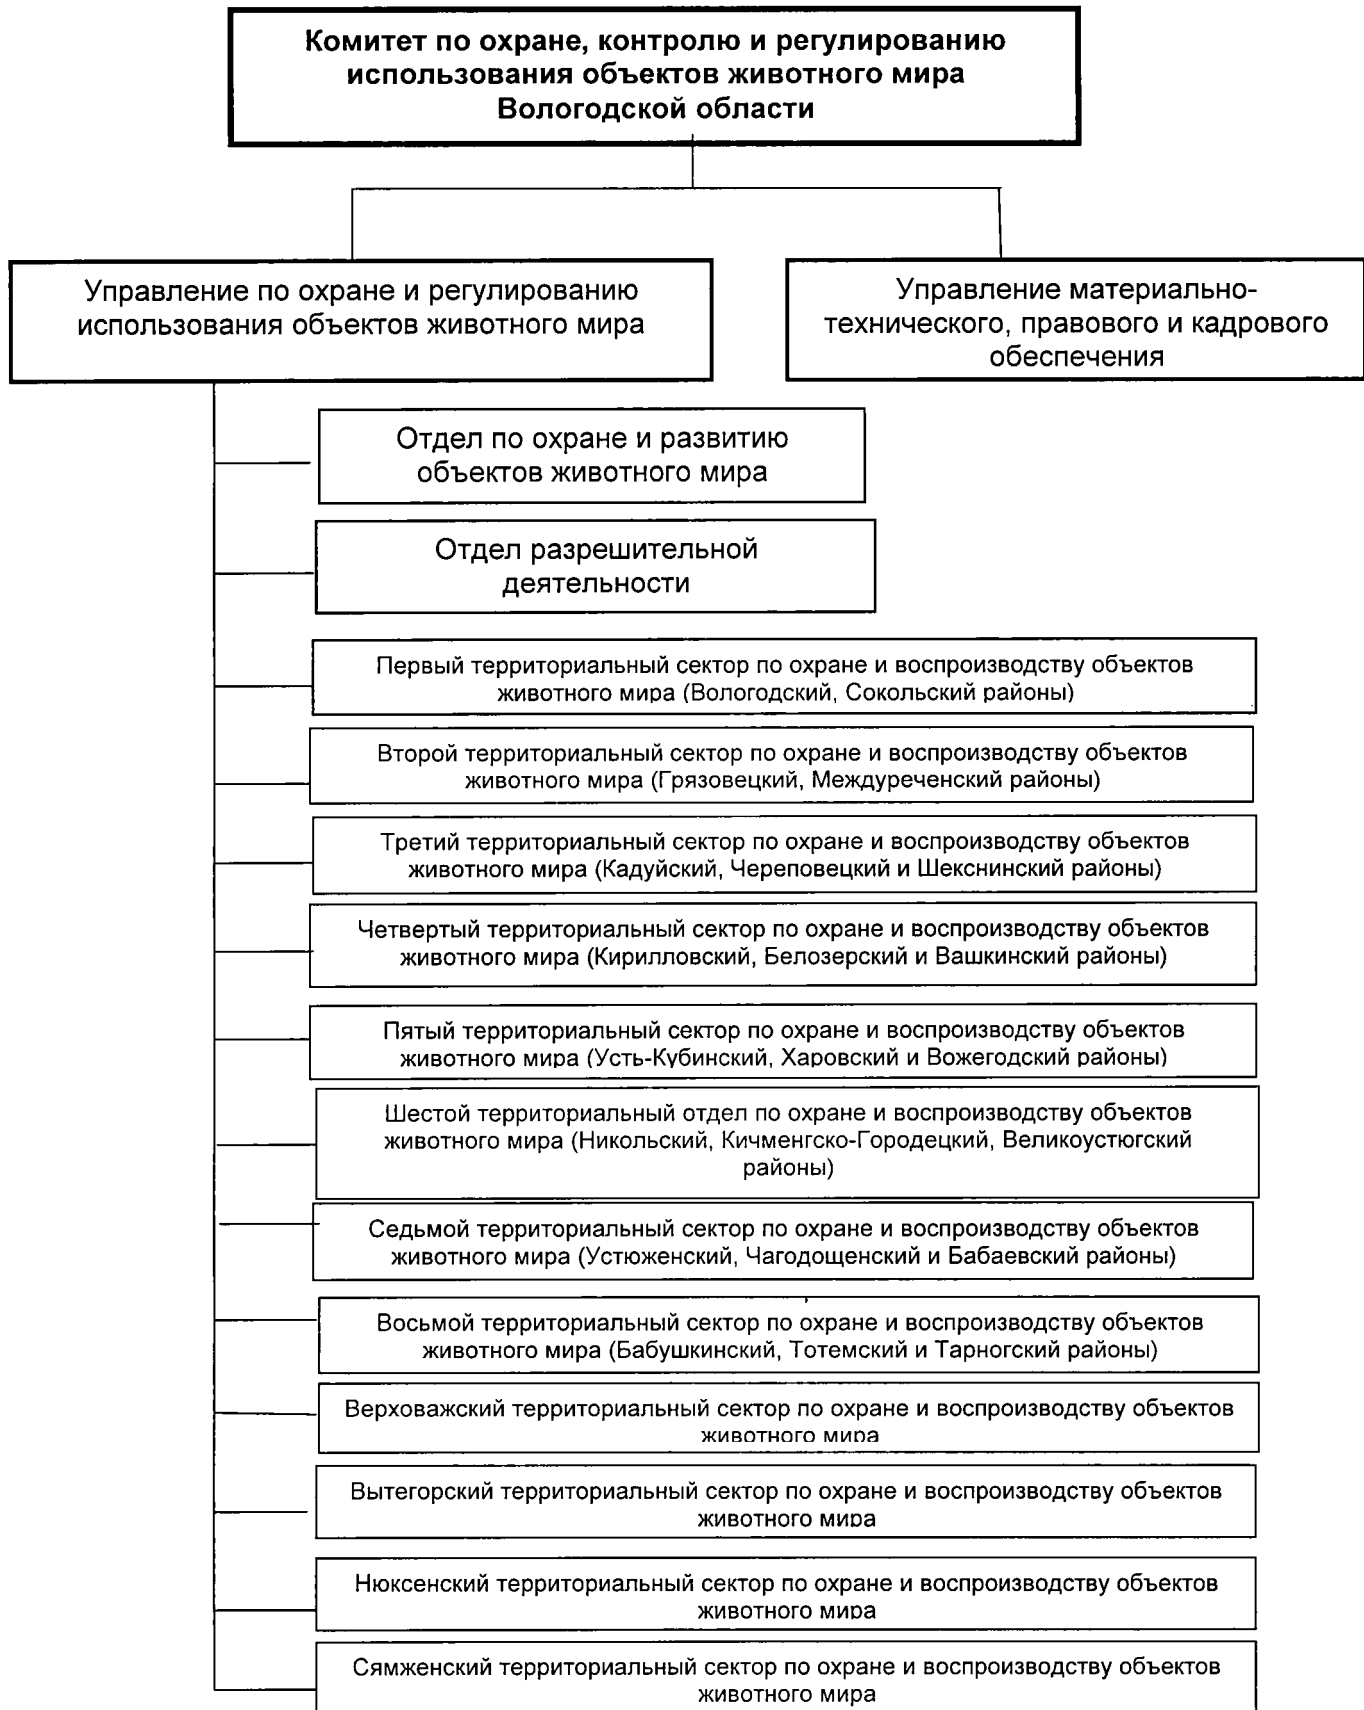 Комитет по охране, контролю и регулированию
использования объектов животного мира
Вологодской области
Управление по охране и регулированию
использования объектов животного мира
Управление материально-
технического, правового и кадрового
обеспечения
Отдел по охране и развитию
объектов животного мира
Отдел разрешительной
деятельности
Первый территориальный сектор по охране и воспроизводству объектов
животного мира (Вологодский, Сокольский районы)
Второй территориальный сектор по охране и воспроизводству объектов
животного мира (Грязовецкий, Междуреченский районы)
Третий территориальный сектор по охране и воспроизводству объектов
животного мира (Кадуйский, Череповецкий и Шекснинский районы)
Четвертый территориальный сектор по охране и воспроизводству объектов
животного мира (Кирилловский, Белозерский и Вашкинский районы)
Пятый территориальный сектор по охране и воспроизводству объектов
животного мира (Усть-Кубинский, Харовский и Вожегодский районы)
Шестой территориальный отдел по охране и воспроизводству объектов
животного мира (Никольский, Кичменгско-Городецкий, Великоустюгский
районы)
Седьмой территориальный сектор по охране и воспроизводству объектов
животного мира (Устюженский, Чагодощенский и Бабаевский районы)
Восьмой территориальный сектор по охране и воспроизводству объектов
животного мира (Бабушкинский, Тотемский и Тарногский районы)
Верховажский территориальный сектор по охране и воспроизводству объектов
животного мира
Вытегорский территориальный сектор по охране и воспроизводству объектов
животного мира
Нюксенский территориальный сектор по охране и воспроизводству объектов
животного мира
Сямженский территориальный сектор по охране и воспроизводству объектов
животного мира